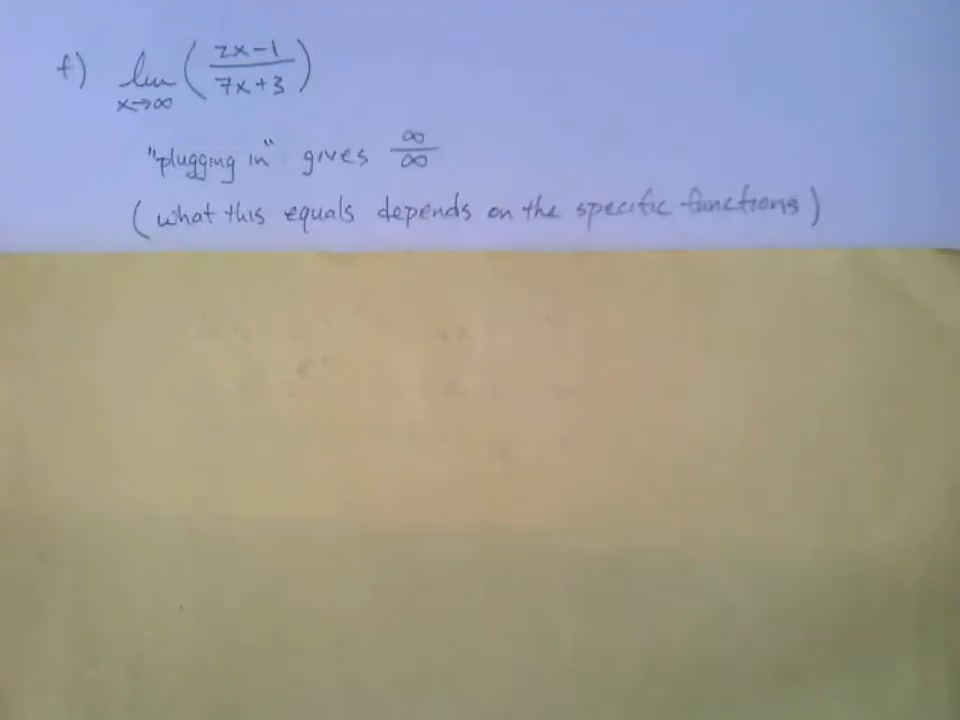 f) lim x→∞ (2x-1 / 7x+3)
"plugging in" gives ∞/∞
(what this equals depends on the specific functions)